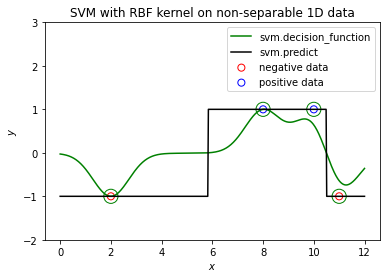 SVM with RBF kernel on non-separable 1D data
svm.decision_function
svm.predict
negative data
positive data
y
3
2
1
0
−1
−2
0 2 4 6 8 10 12
x